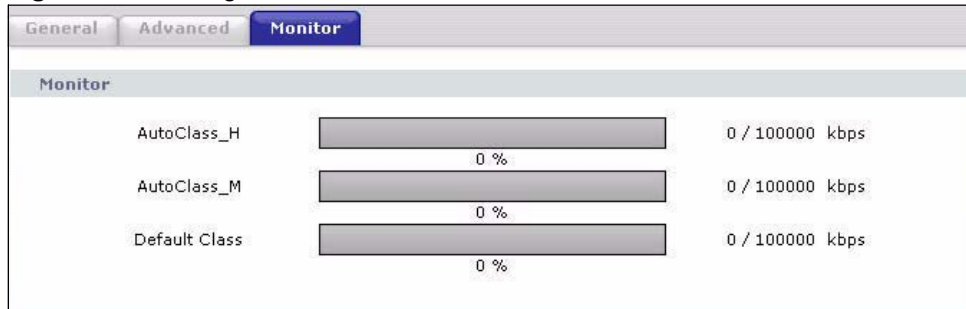 General Advanced Monitor
Monitor
AutoClass_H 0 / 100000 kbps
0 %
AutoClass_M 0 / 100000 kbps
0 %
Default Class 0 / 100000 kbps
0 %